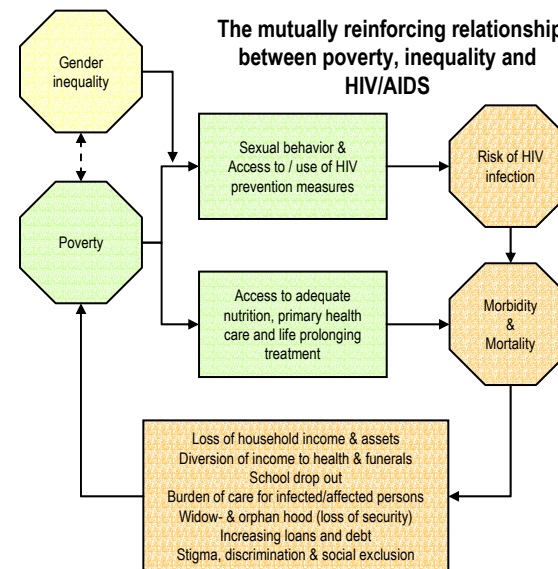 The mutually reinforcing relationship
between poverty, inequality and
HIV/AIDS
Gender
inequality
Sexual behavior &
Access to / use of HIV
prevention measures
Risk of HIV
infection
Poverty
Access to adequate
nutrition, primary health
care and life prolonging
treatment
Morbidity
&
Mortality
Loss of household income & assets
Diversion of income to health & funerals
School drop out
Burden of care for infected/affected persons
Widow- & orphan hood (loss of security)
Increasing loans and debt
Stigma, discrimination & social exclusion